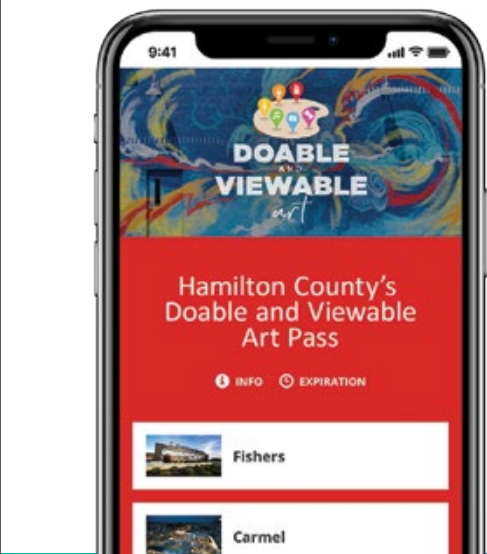 9:41
DOABLE
AND
VIEWABLE
art
Hamilton County's
Doable and Viewable
Art Pass
INFO EXPIRATION
Fishers
Carmel